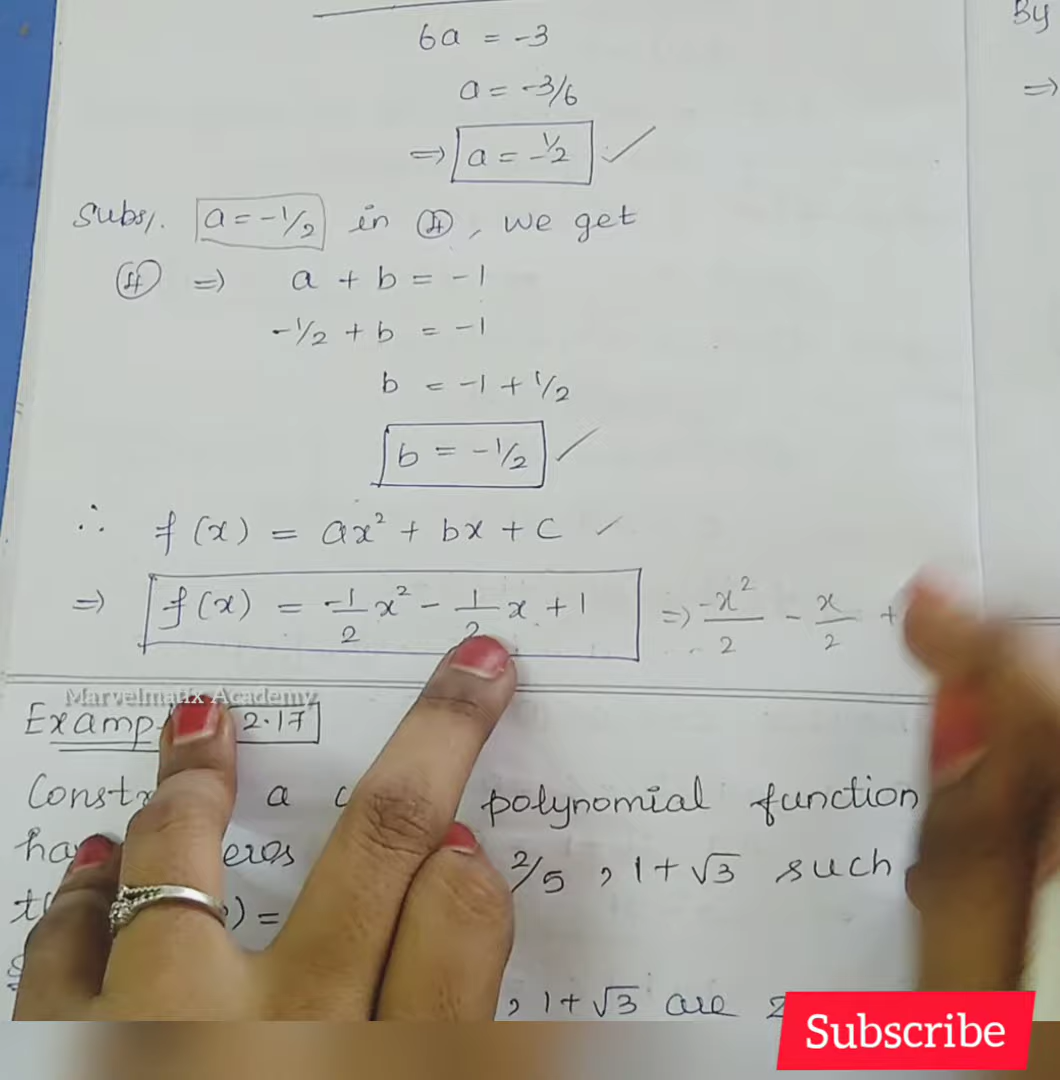 6a = -3
a = -3/6
=> a = -1/2 ✓
Subs/. a = -1/2 in ④, we get
④ => a + b = -1
-1/2 + b = -1
b = -1 + 1/2
b = -1/2 ✓
∴ f(x) = ax² + bx + c ✓
=> f(x) = -1/2 x² - 1/2 x + 1 => -x²/2 - x/2 +
Marvelmatix Academy
2.17
a polynomial function
2/5, 1+√3 such
) =
, 1+√3 are
By
=>
Subscribe